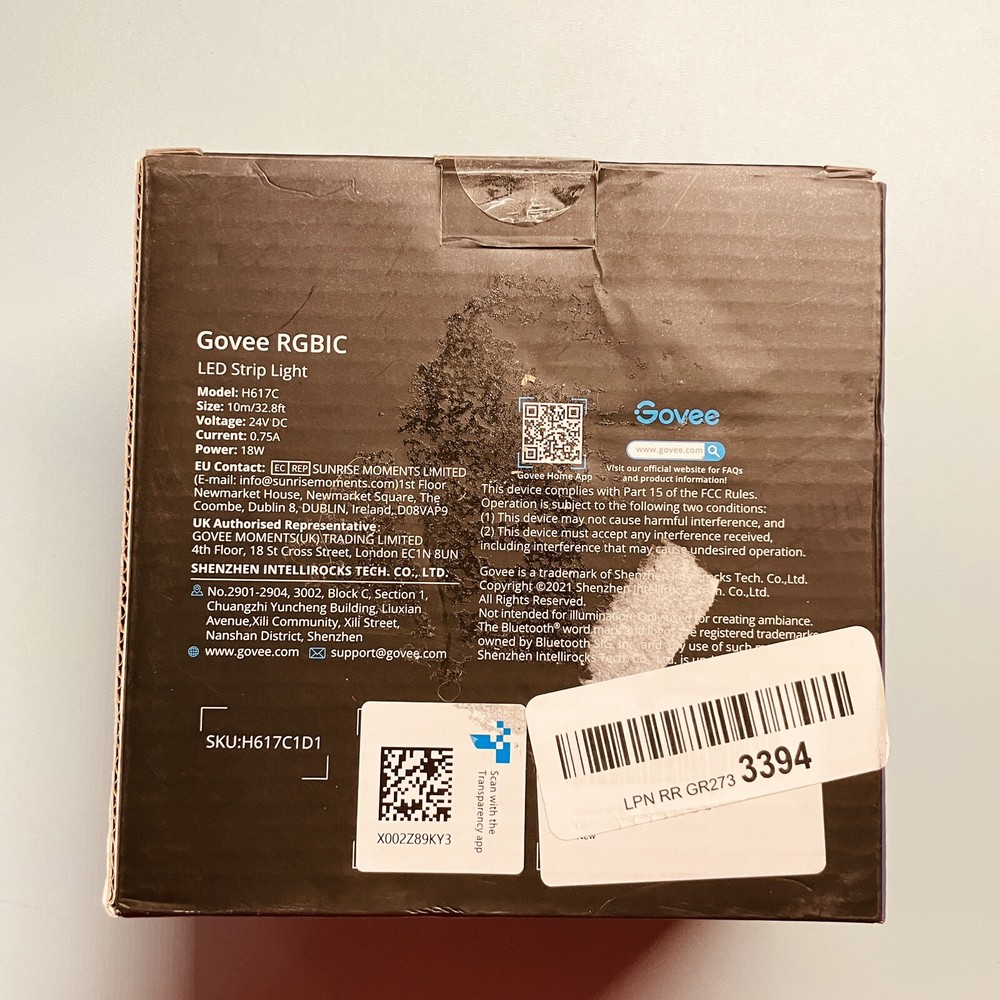 Govee RGBIC
LED Strip Light
Model: H617C
Size: 10m/32.8ft
Voltage: 24V DC
Current: 0.75A
Power: 18W
EU Contact: EC REP SUNRISE MOMENTS LIMITED
(E-mail: info@sunrisemoments.com)1st Floor
Newmarket House, Newmarket Square, The
Coombe, Dublin 8, DUBLIN, Ireland, D08VAP9
UK Authorised Representative:
GOVEE MOMENTS(UK) TRADING LIMITED
4th Floor, 18 St Cross Street, London EC1N 8UN
SHENZHEN INTELLIROCKS TECH. CO., LTD.
No.2901-2904, 3002, Block C, Section 1,
Chuangzhi Yuncheng Building, Liuxian
Avenue,Xili Community, Xili Street,
Nanshan District, Shenzhen
www.govee.com support@govee.com
SKU:H617C1D1
Govee Home App
Govee
www.govee.com
Visit our official website for FAQs
and product information!
This device complies with Part 15 of the FCC Rules.
Operation is subject to the following two conditions:
(1) This device may not cause harmful interference, and
(2) This device must accept any interference received,
including interference that may cause undesired operation.
Govee is a trademark of Shenzhen Intellirocks Tech. Co.,Ltd.
Copyright ©2021 Shenzhen Intellirocks Tech. Co.,Ltd.
All Rights Reserved.
Not intended for illumination. Only used for creating ambiance.
The Bluetooth® word mark and logos are registered trademarks
owned by Bluetooth SIG, Inc. and any use of such
Shenzhen Intellirocks Tech. Co., Ltd. is
X002Z89KY3
Scan with the
Transparency app
LPN RR GR273 3394
New